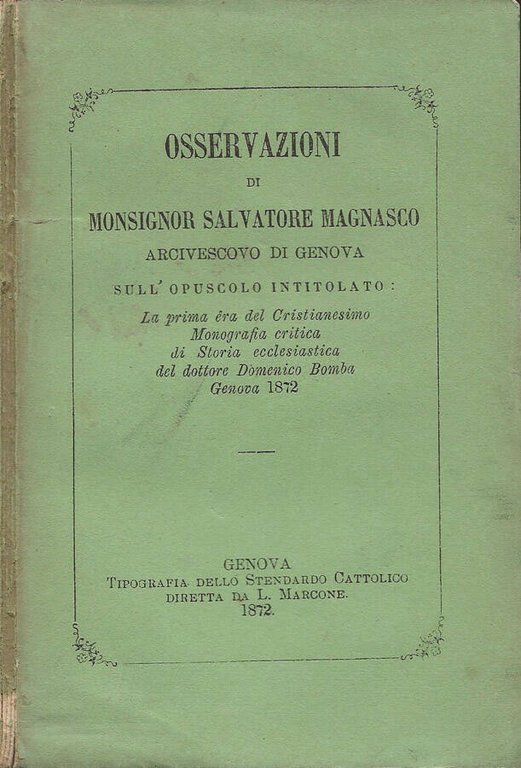 OSSERVAZIONI
DI
MONSIGNOR SALVATORE MAGNASCO
ARCIVESCOVO DI GENOVA
SULL' OPUSCOLO INTITOLATO :
La prima êra del Cristianesimo
Monografia critica
di Storia ecclesiastica
del dottore Domenico Bomba
Genova 1872
GENOVA
TIPOGRAFIA DELLO STENDARDO CATTOLICO
DIRETTA DA L. MARCONE.
1872.